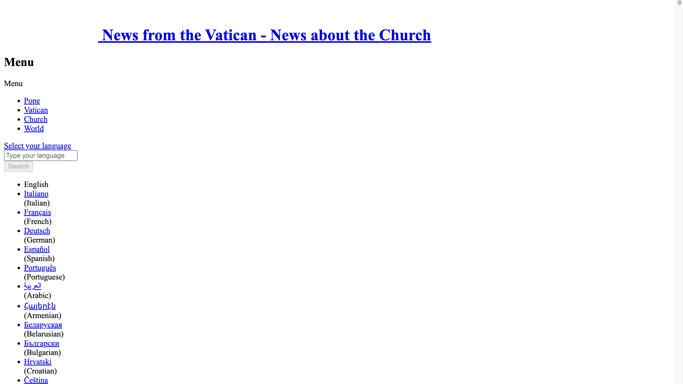 News from the Vatican - News about the Church
Menu
Menu
Pope
Vatican
Church
World
Select your language
Type your language
Search
English
Italiano
(Italian)
Français
(French)
Deutsch
(German)
Español
(Spanish)
Português
(Portuguese)
العربية
(Arabic)
Հայերէն
(Armenian)
Беларуская
(Belarusian)
Български
(Bulgarian)
Hrvatski
(Croatian)
Čeština